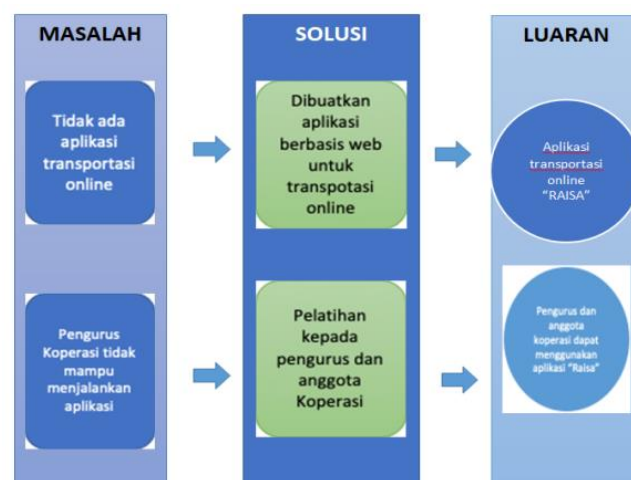 MASALAH
SOLUSI
LUARAN
Tidak ada
aplikasi
transportasi
online
Dibuatkan
aplikasi
berbasis web
untuk
transpotasi
online
Aplikasi
transportasi
online
"RAISA"
Pengurus
Koperasi tidak
mampu
menjalankan
aplikasi
Pelatihan
kepada
pengurus dan
anggota
Koperasi
Pengurus dan
anggota
koperasi dapat
menggunakan
aplikasi "Raisa"